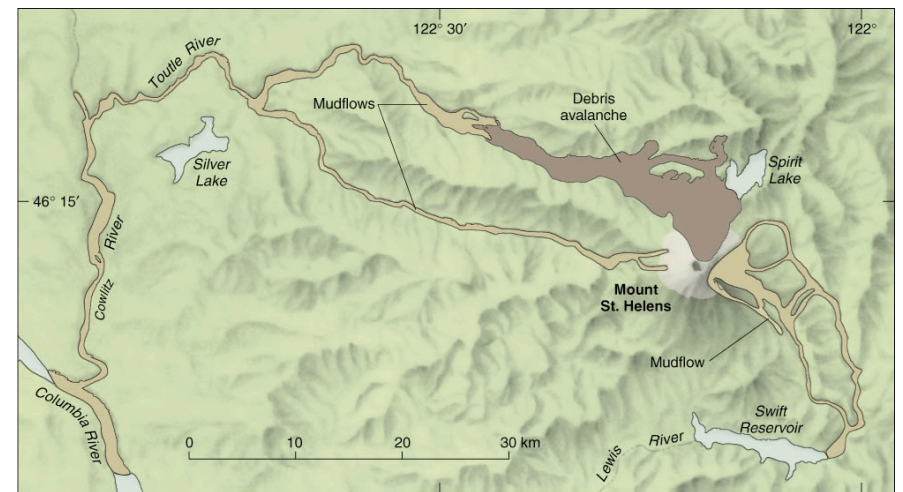 122° 30′
122°
Toutle River
Mudflows
Debris
avalanche
Silver
Lake
Spirit
Lake
46° 15′
Cowlitz River
Mount
St. Helens
Mudflow
Columbia River
Swift
Reservoir
Lewis River
0 10 20 30 km